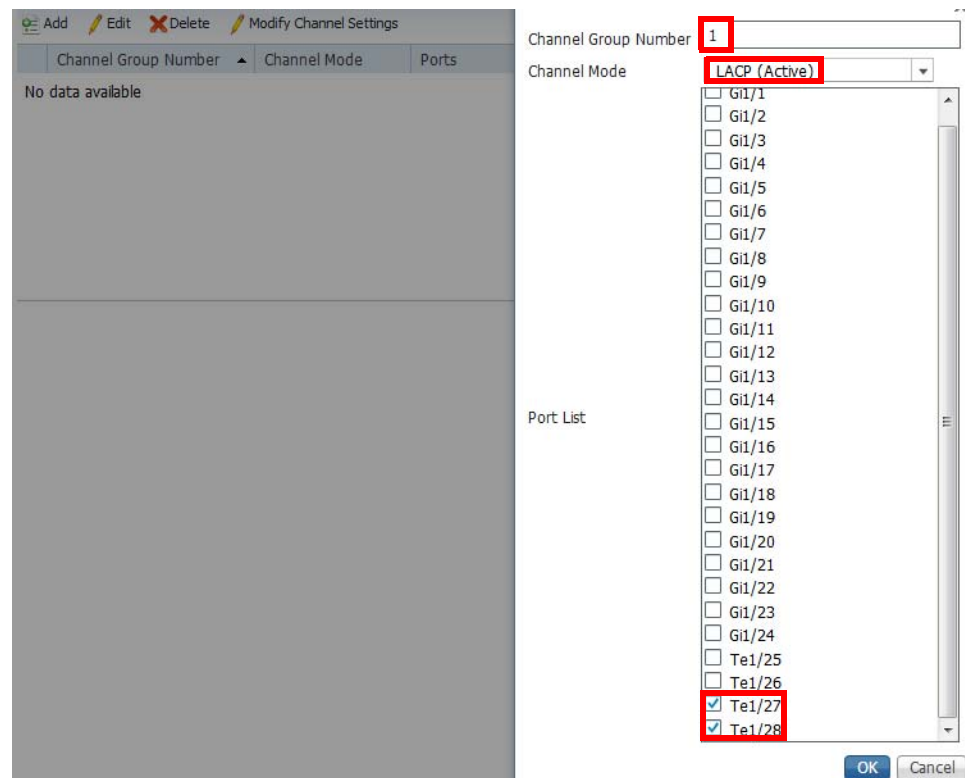 Add Edit Delete Modify Channel Settings
Channel Group Number Channel Mode Ports
No data available
Channel Group Number 1
Channel Mode LACP (Active)
Gi1/1
Gi1/2
Gi1/3
Gi1/4
Gi1/5
Gi1/6
Gi1/7
Gi1/8
Gi1/9
Gi1/10
Gi1/11
Gi1/12
Gi1/13
Gi1/14
Port List
Gi1/15
Gi1/16
Gi1/17
Gi1/18
Gi1/19
Gi1/20
Gi1/21
Gi1/22
Gi1/23
Gi1/24
Te1/25
Te1/26
Te1/27
Te1/28
OK Cancel